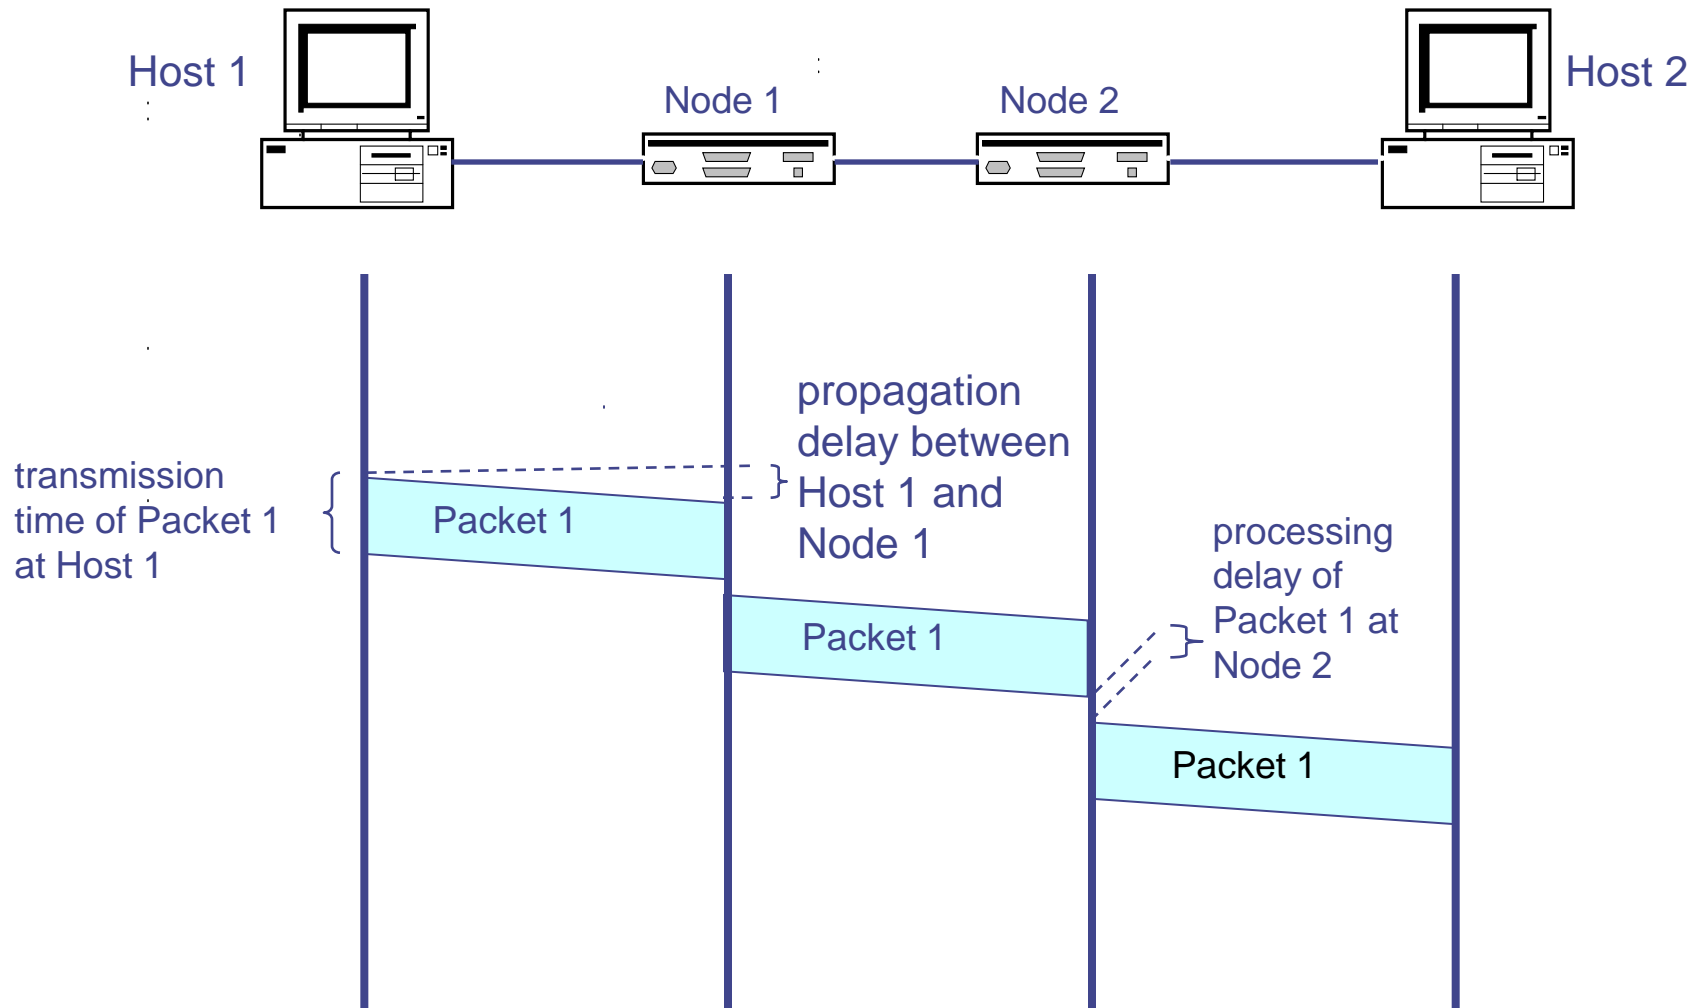 Host 1
Host 2
Node 1
Node 2
propagation
delay between
Host 1 and
Node 1
transmission
time of Packet 1
at Host 1
Packet 1
processing
delay of
Packet 1 at
Node 2
Packet 1
Packet 1